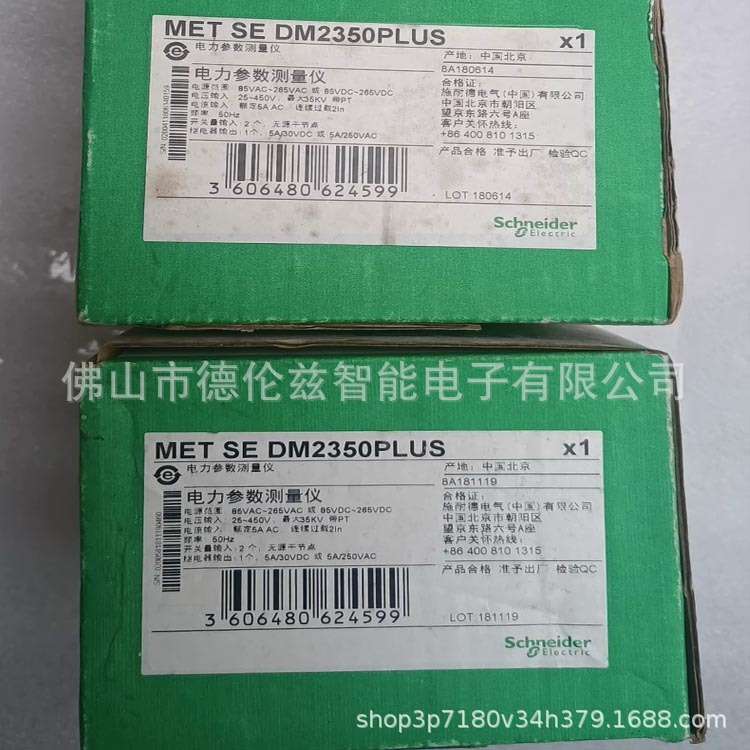 MET SE DM2350PLUS x1
电力参数测量仪
产地: 中国北京
8A180614
电力参数测量仪
电源范围 85VAC~265VAC 或 85VDC~265VDC
电压输入 25~450V, 最大35KV 带PT
电流输入 额定5A AC 连续过载2In
频率 50Hz
开关量输入 2个, 无源干节点
继电器输出 1个, 5A/30VDC 或 5A/250VAC
合格证:
施耐德电气(中国)有限公司
中国北京市朝阳区
望京东路六号A座
客户关怀热线:
+86 400 810 1315
产品合格 准予出厂 检验QC
3 606480 624599
LOT 180614
Schneider
Electric
佛山市德伦兹智能电子有限公司
MET SE DM2350PLUS x1
电力参数测量仪
产地: 中国北京
8A181119
电力参数测量仪
电源范围 85VAC~265VAC 或 85VDC~265VDC
电压输入 25~450V, 最大35KV 带PT
电流输入 额定5A AC 连续过载2In
频率 50Hz
开关量输入 2个, 无源干节点
继电器输出 1个, 5A/30VDC 或 5A/250VAC
合格证:
施耐德电气(中国)有限公司
中国北京市朝阳区
望京东路六号A座
客户关怀热线:
+86 400 810 1315
产品合格 准予出厂 检验QC
3 606480 624599
LOT 181119
Schneider
Electric
shop3p7180v34h379.1688.com